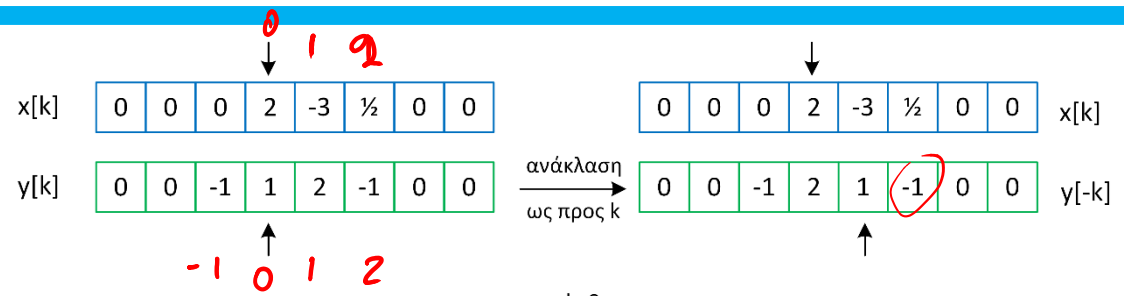 0 1 2
x[k] 0 0 0 2 -3 ½ 0 0
0 0 0 2 -3 ½ 0 0 x[k]
y[k] 0 0 -1 1 2 -1 0 0
ανάκλαση
ως προς k
0 0 -1 2 1 -1 0 0 y[-k]
-1 0 1 2